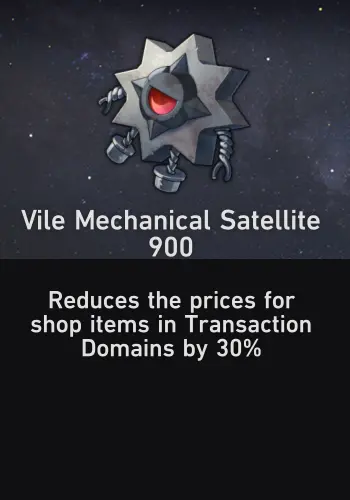 Vile Mechanical Satellite
900
Reduces the prices for
shop items in Transaction
Domains by 30%